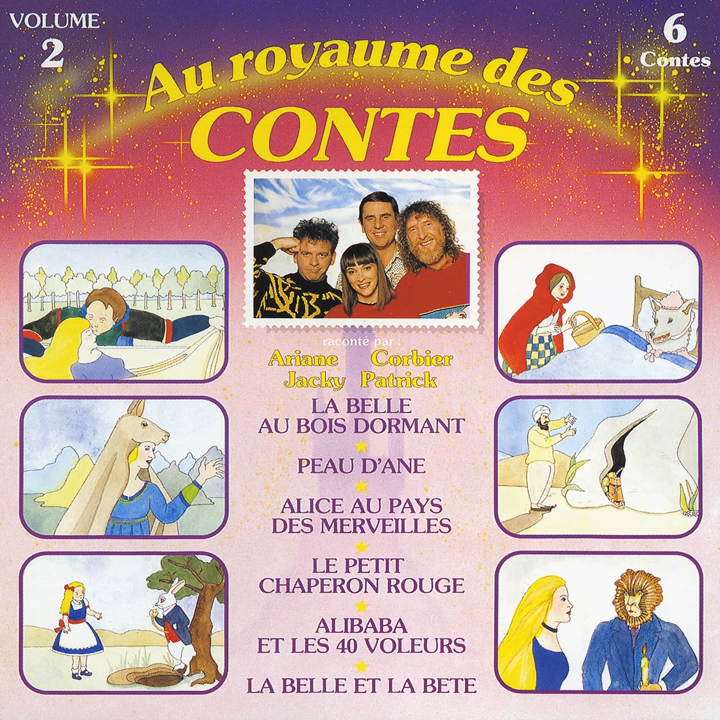 VOLUME
2
6
Contes
Au royaume des
CONTES
raconté par :
Ariane Corbier
Jacky Patrick
LA BELLE
AU BOIS DORMANT
PEAU D'ANE
ALICE AU PAYS
DES MERVEILLES
LE PETIT
CHAPERON ROUGE
ALIBABA
ET LES 40 VOLEURS
LA BELLE ET LA BETE